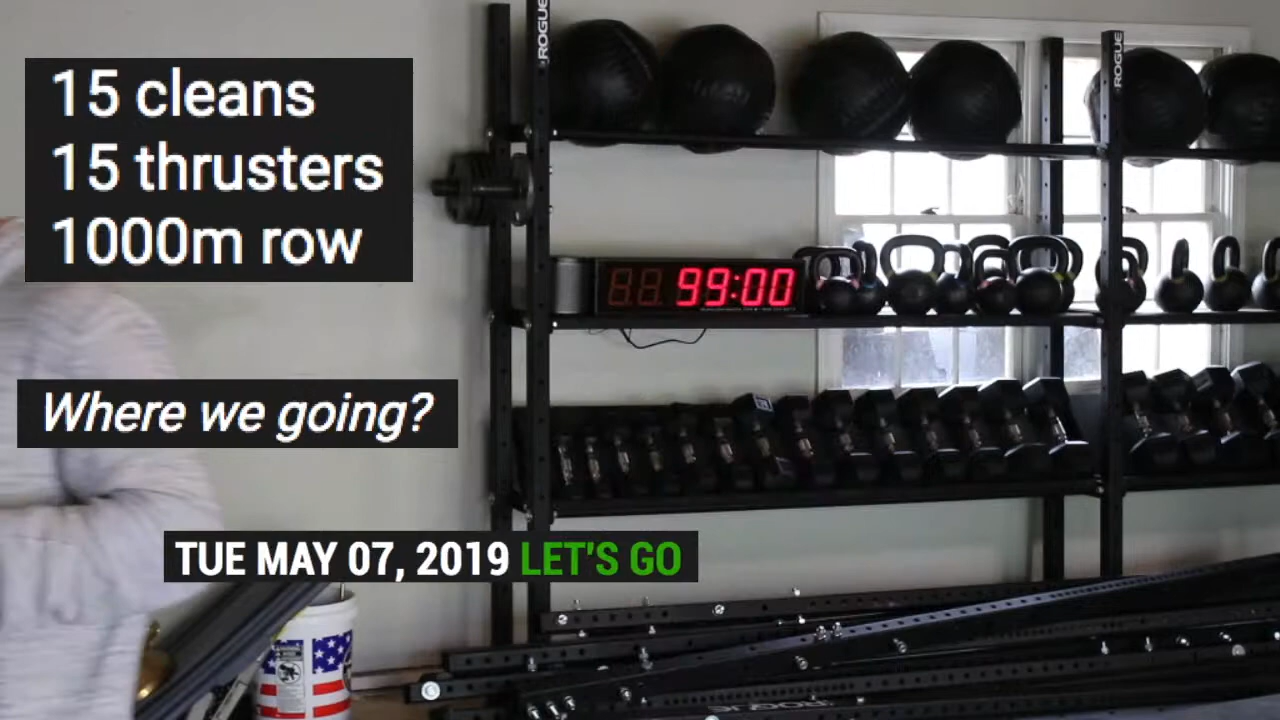 15 cleans
15 thrusters
1000m row
Where we going?
TUE MAY 07, 2019 LET'S GO
ROGUE
ROGUE
99:00
ROGUE